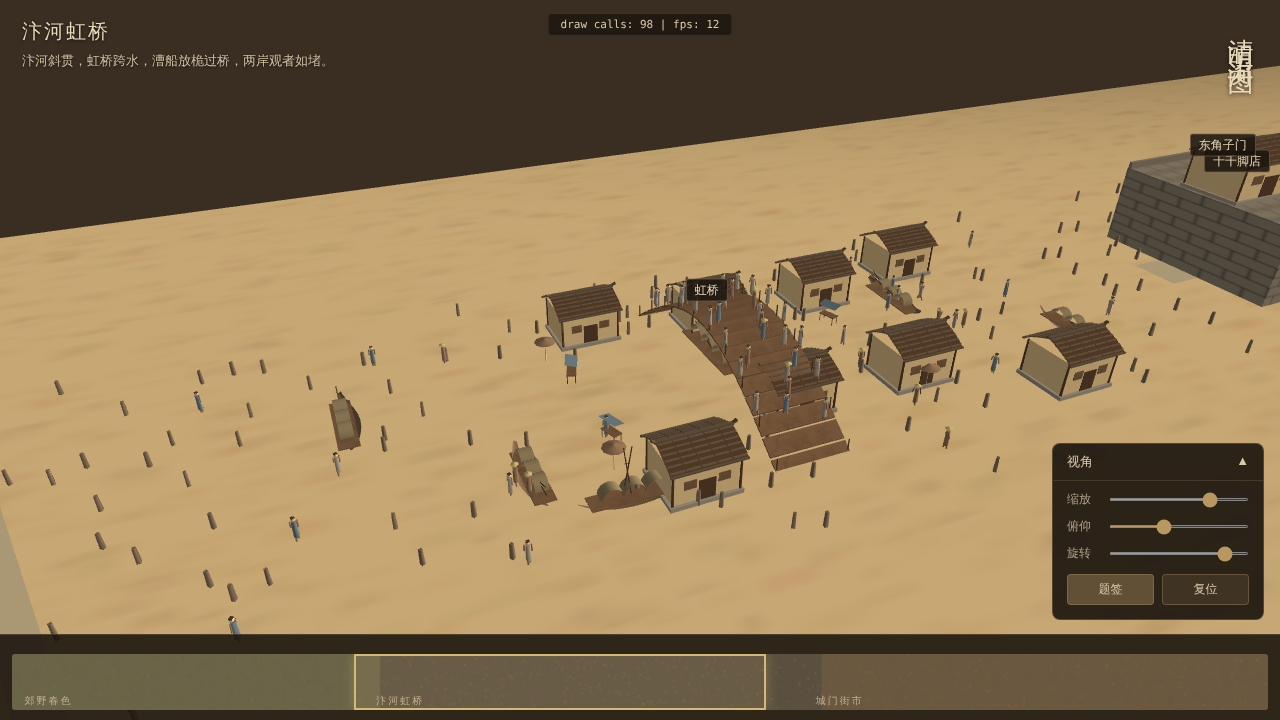 汴河虹桥
汴河斜贯，虹桥跨水，漕船放桅过桥，两岸观者如堵。
draw calls: 98 | fps: 12
清明上河图
东角子门
十千脚店
虹桥
视角 ▲
缩放
俯仰
旋转
题签 复位
郊野春色 汴河虹桥 城门街市